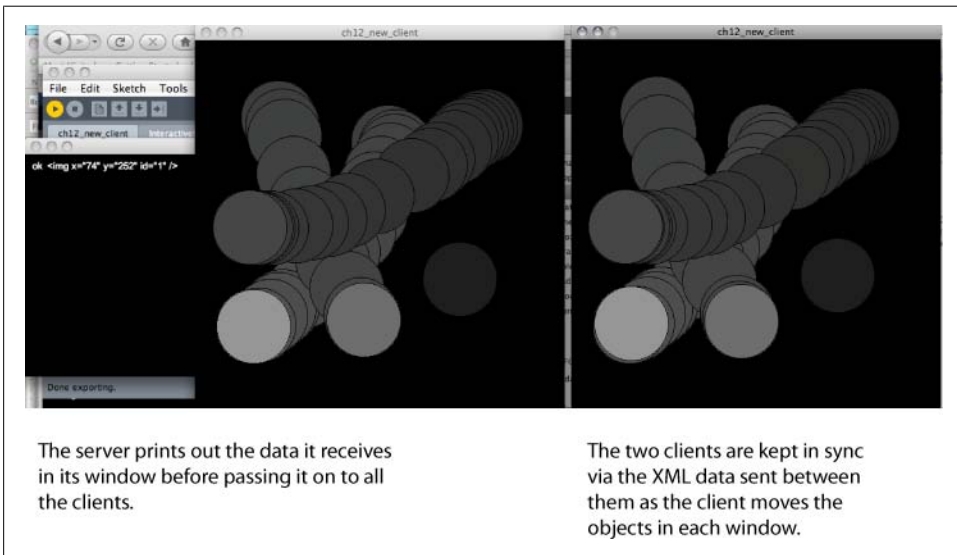 ch12_new_client
ch12_new_client
File Edit Sketch Tools
ch12_new_client Interactive
ok <img x="74" y="252" id="1" />
Done exporting.
The server prints out the data it receives
in its window before passing it on to all
the clients.
The two clients are kept in sync
via the XML data sent between
them as the client moves the
objects in each window.